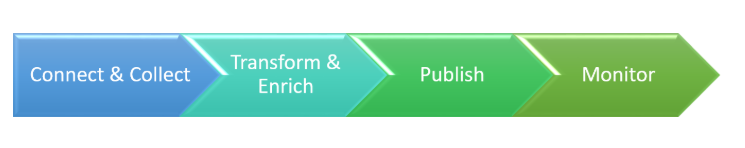 Connect & Collect
Transform &
Enrich
Publish
Monitor